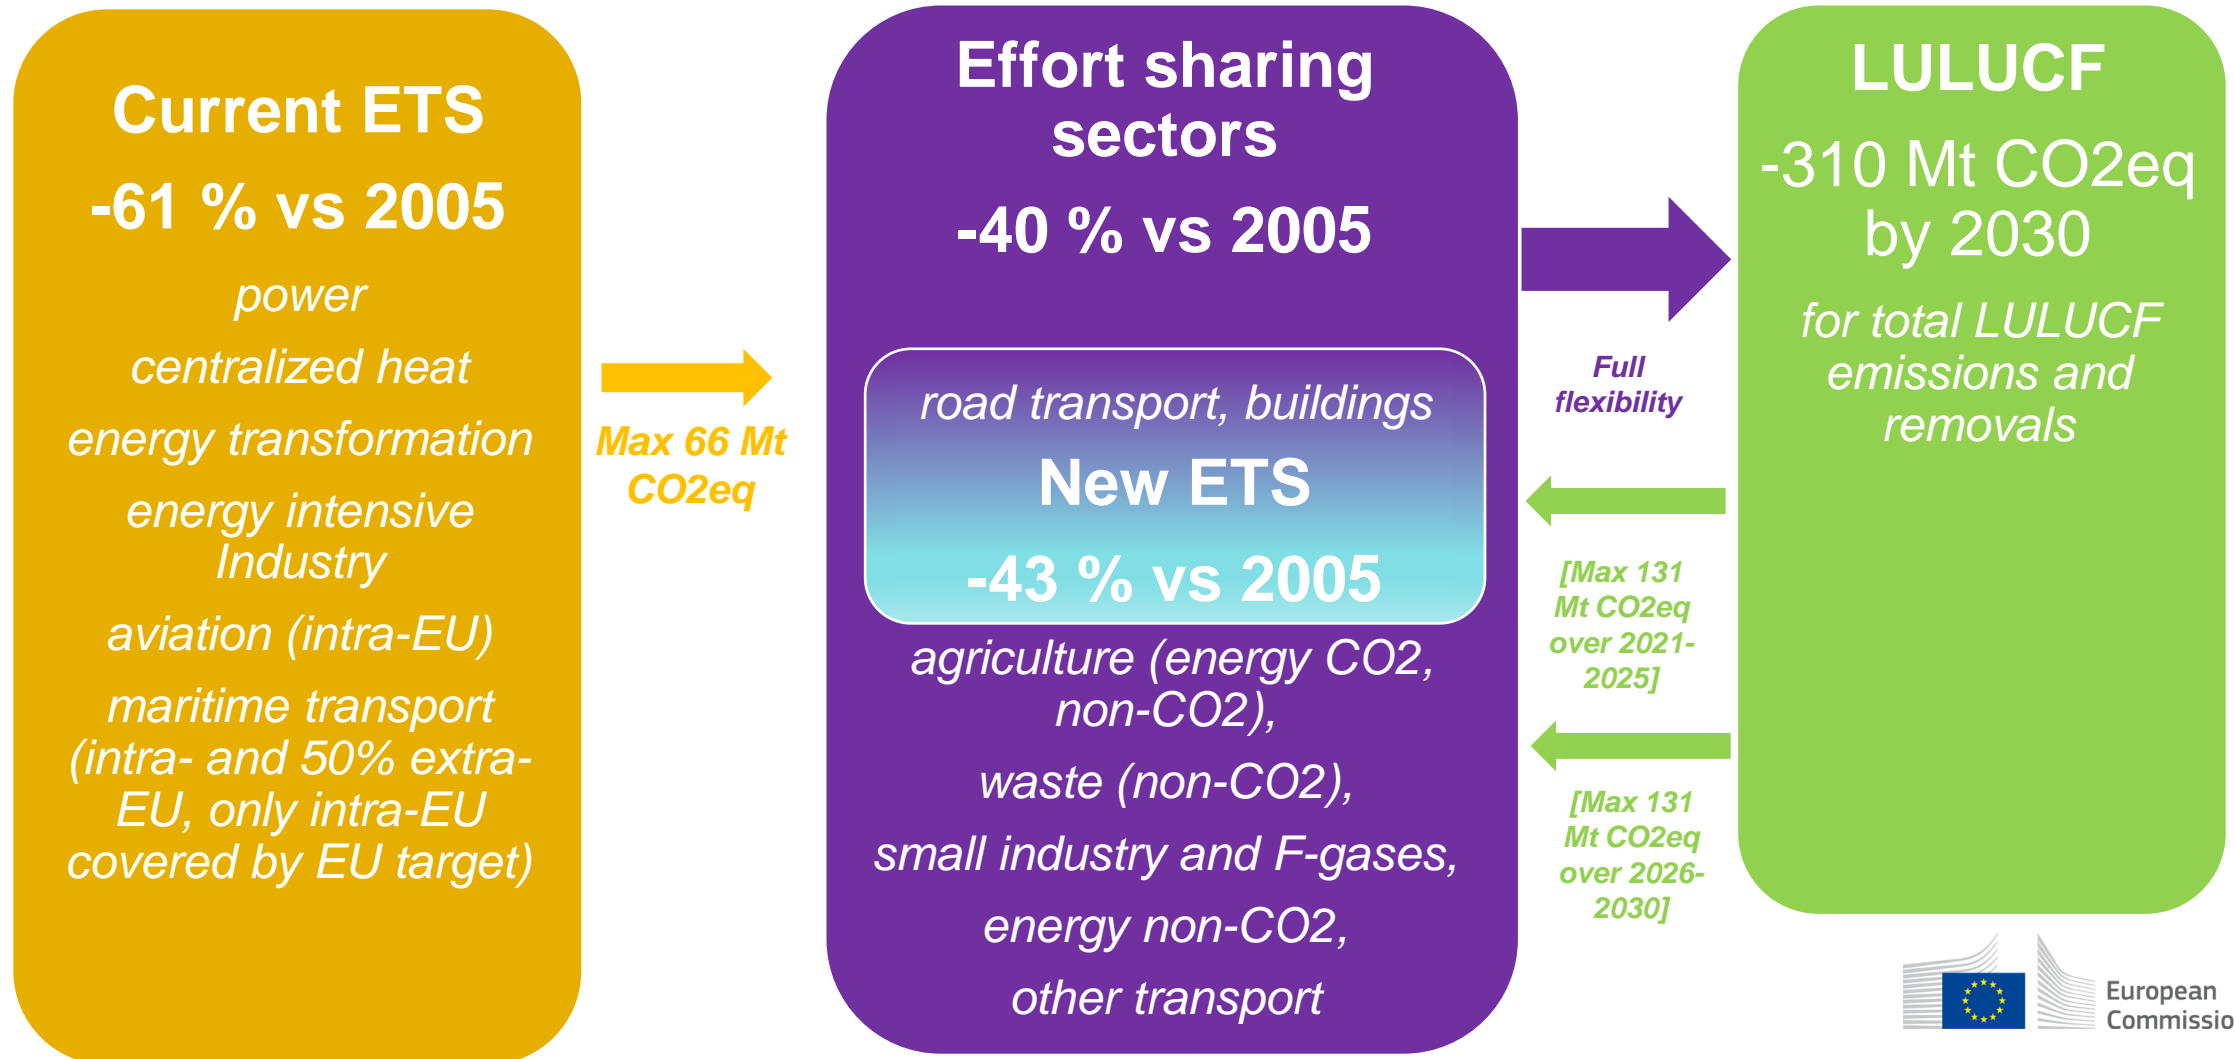 Current ETS
-61 % vs 2005
power
centralized heat
energy transformation
energy intensive
Industry
aviation (intra-EU)
maritime transport
(intra- and 50% extra-
EU, only intra-EU
covered by EU target)
Max 66 Mt
CO2eq
Effort sharing
sectors
-40 % vs 2005
road transport, buildings
New ETS
-43 % vs 2005
agriculture (energy CO2,
non-CO2),
waste (non-CO2),
small industry and F-gases,
energy non-CO2,
other transport
Full
flexibility
[Max 131
Mt CO2eq
over 2021-
2025]
[Max 131
Mt CO2eq
over 2026-
2030]
LULUCF
-310 Mt CO2eq
by 2030
for total LULUCF
emissions and
removals
European
Commissio